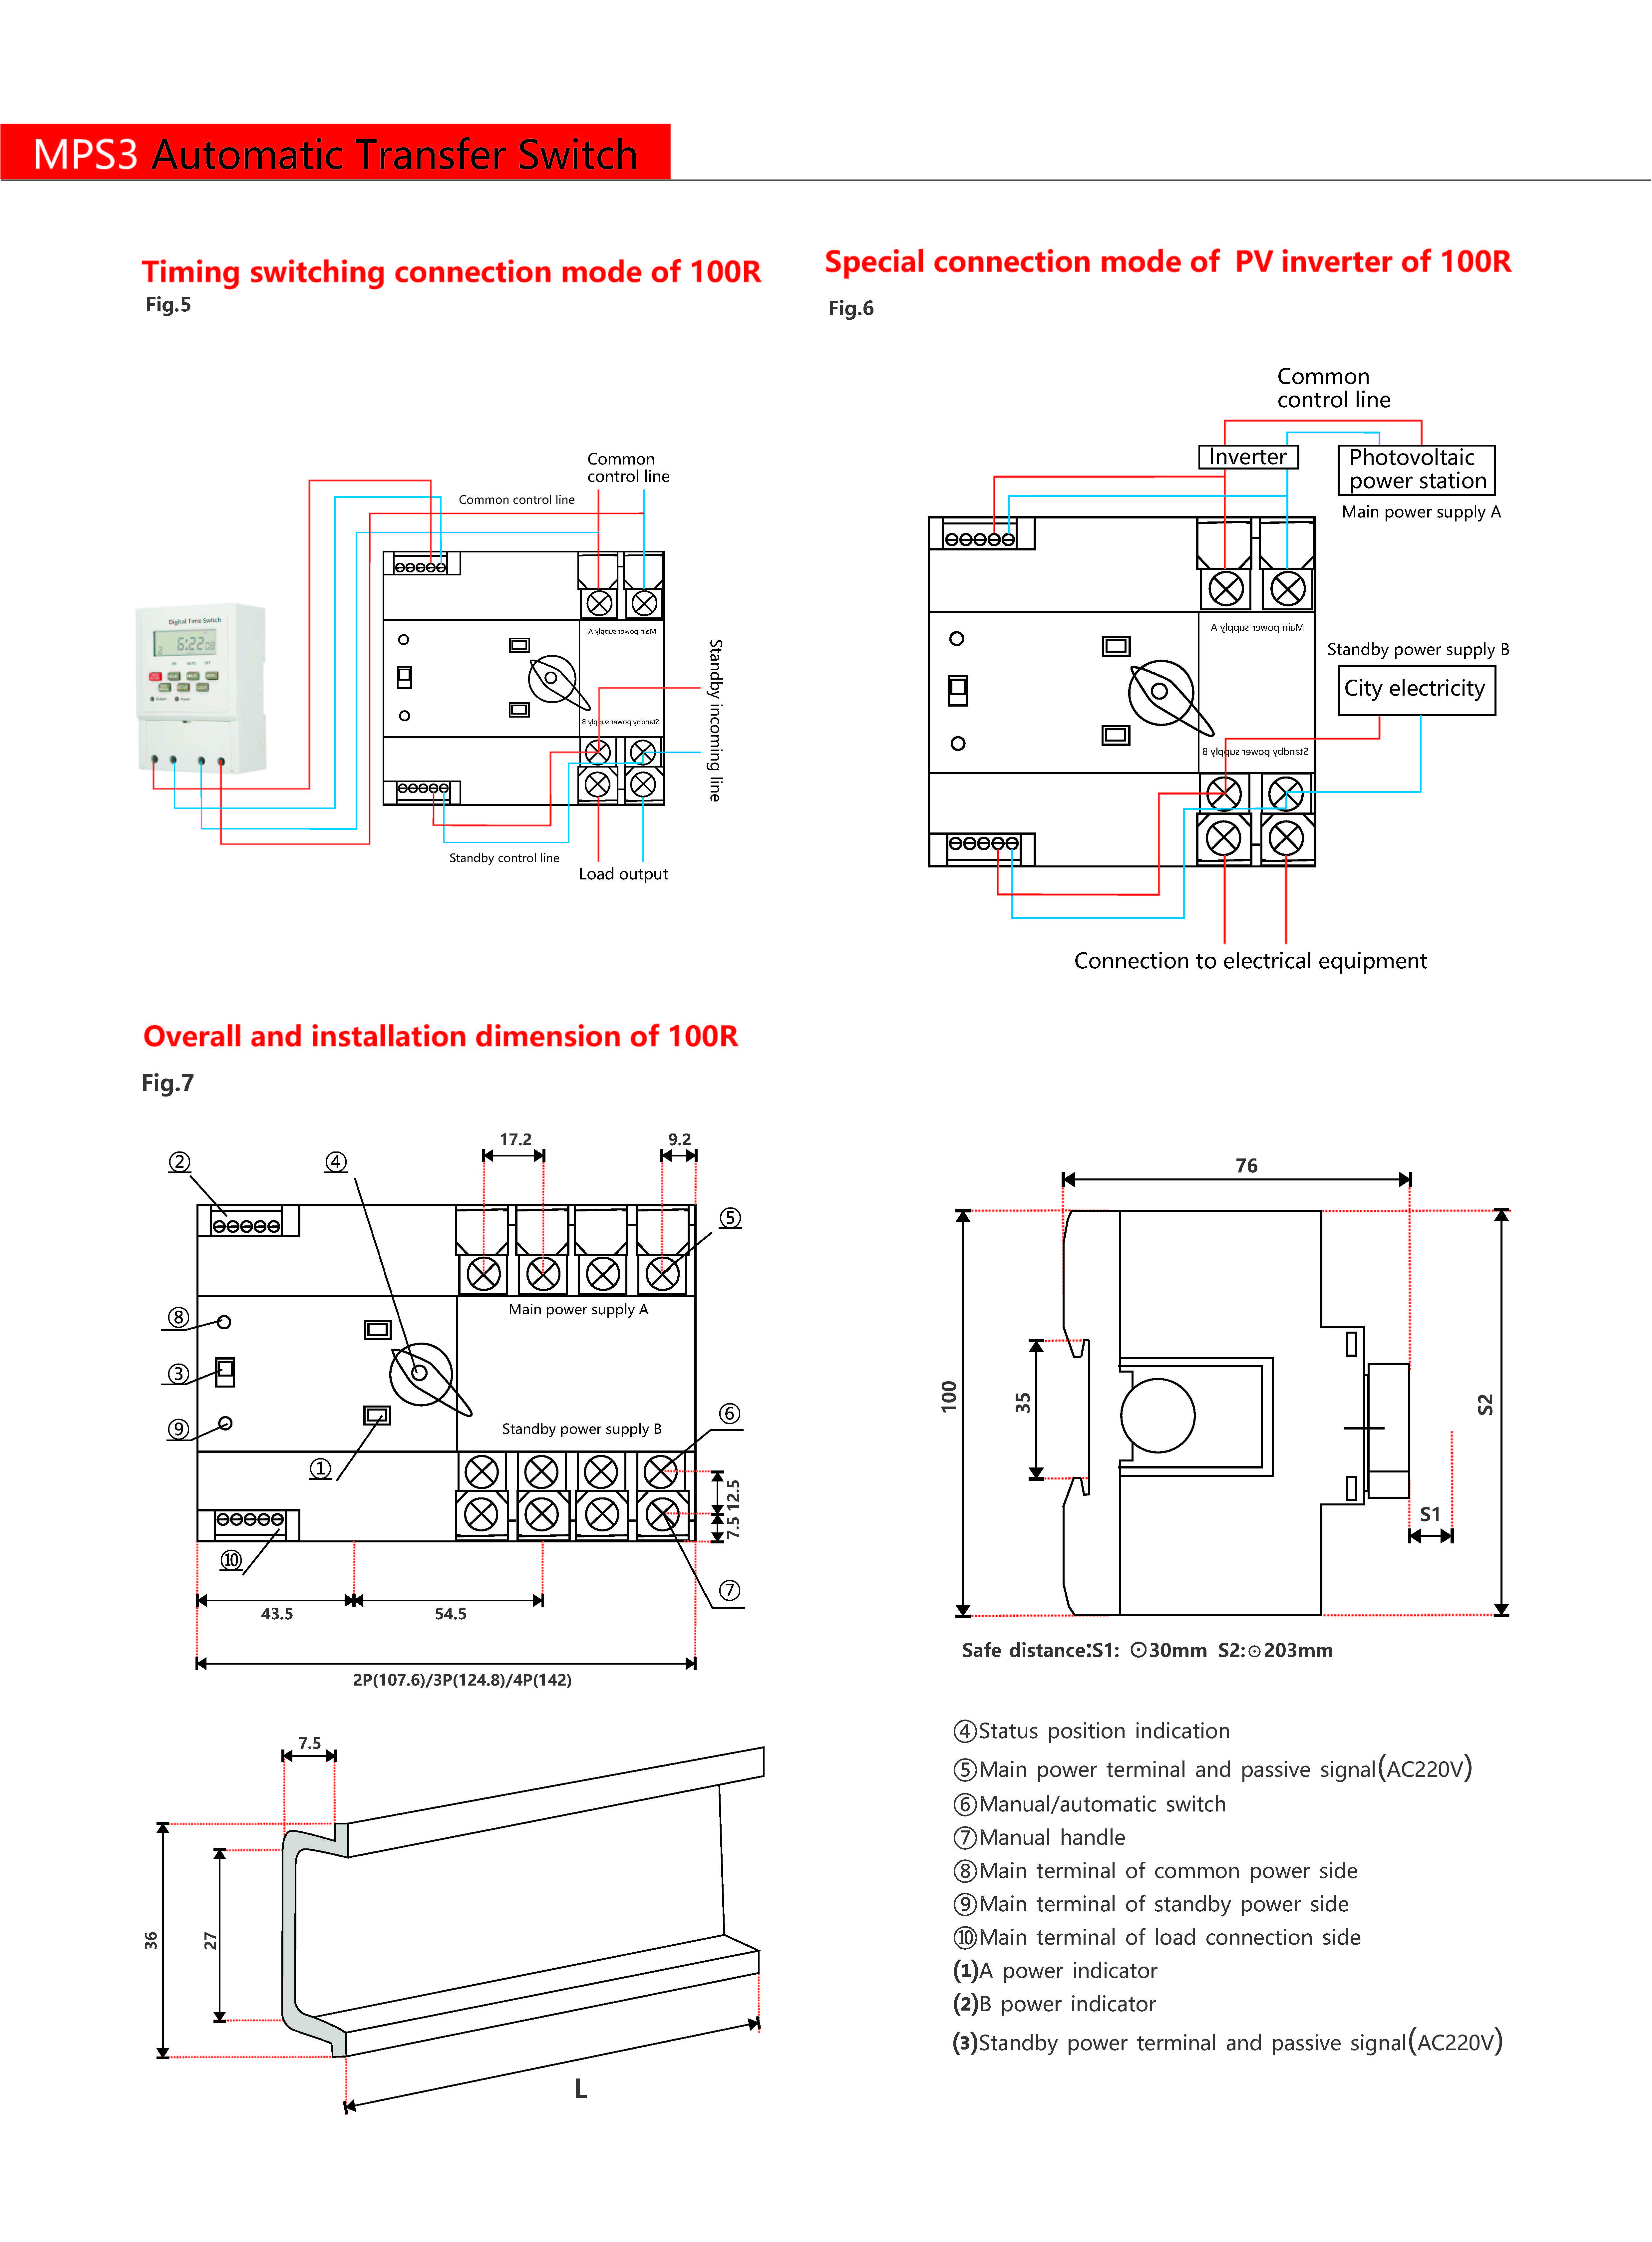 MPS3 Automatic Transfer Switch
Timing switching connection mode of 100R
Fig.5
Special connection mode of PV inverter of 100R
Fig.6
Common
control line
Common control line
Digital Time Switch
6:22 08
Main power supply A
Standby power supply B
Standby incoming line
Standby control line
Load output
Common
control line
Inverter
Photovoltaic
power station
Main power supply A
Main power supply A
Standby power supply B
City electricity
Standby power supply B
Connection to electrical equipment
Overall and installation dimension of 100R
Fig.7
17.2
9.2
②
④
⑤
Main power supply A
⑧
③
⑨
Standby power supply B
⑥
①
12.5
7.5
⑩
⑦
43.5
54.5
2P(107.6)/3P(124.8)/4P(142)
76
100
35
S2
S1
Safe distance:S1: ⊙30mm S2:⊙203mm
7.5
36
27
L
④Status position indication
⑤Main power terminal and passive signal(AC220V)
⑥Manual/automatic switch
⑦Manual handle
⑧Main terminal of common power side
⑨Main terminal of standby power side
⑩Main terminal of load connection side
(1)A power indicator
(2)B power indicator
(3)Standby power terminal and passive signal(AC220V)